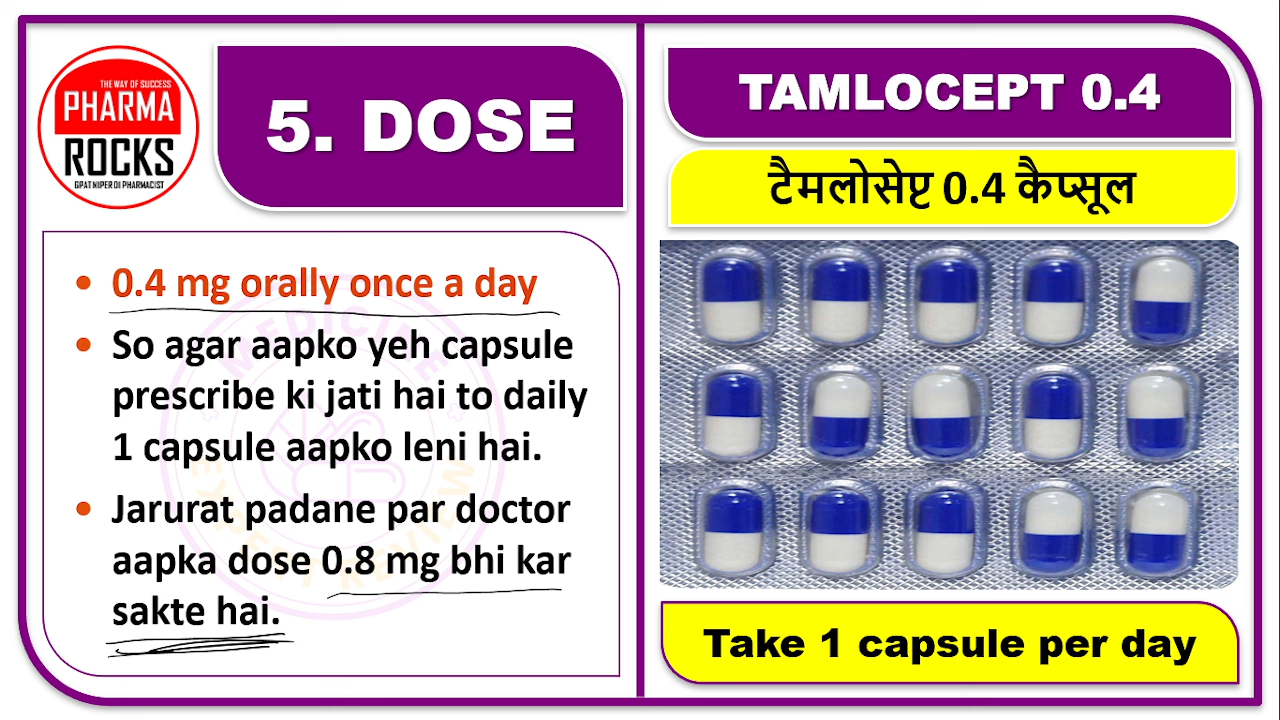 THE WAY OF SUCCESS
PHARMA
ROCKS
GPAT NIPER DI PHARMACIST
5. DOSE
• 0.4 mg orally once a day
• So agar aapko yeh capsule
prescribe ki jati hai to daily
1 capsule aapko leni hai.
• Jarurat padane par doctor
aapka dose 0.8 mg bhi kar
sakte hai.
TAMLOCEPT 0.4
टैमलोसेप्ट 0.4 कैप्सूल
Take 1 capsule per day